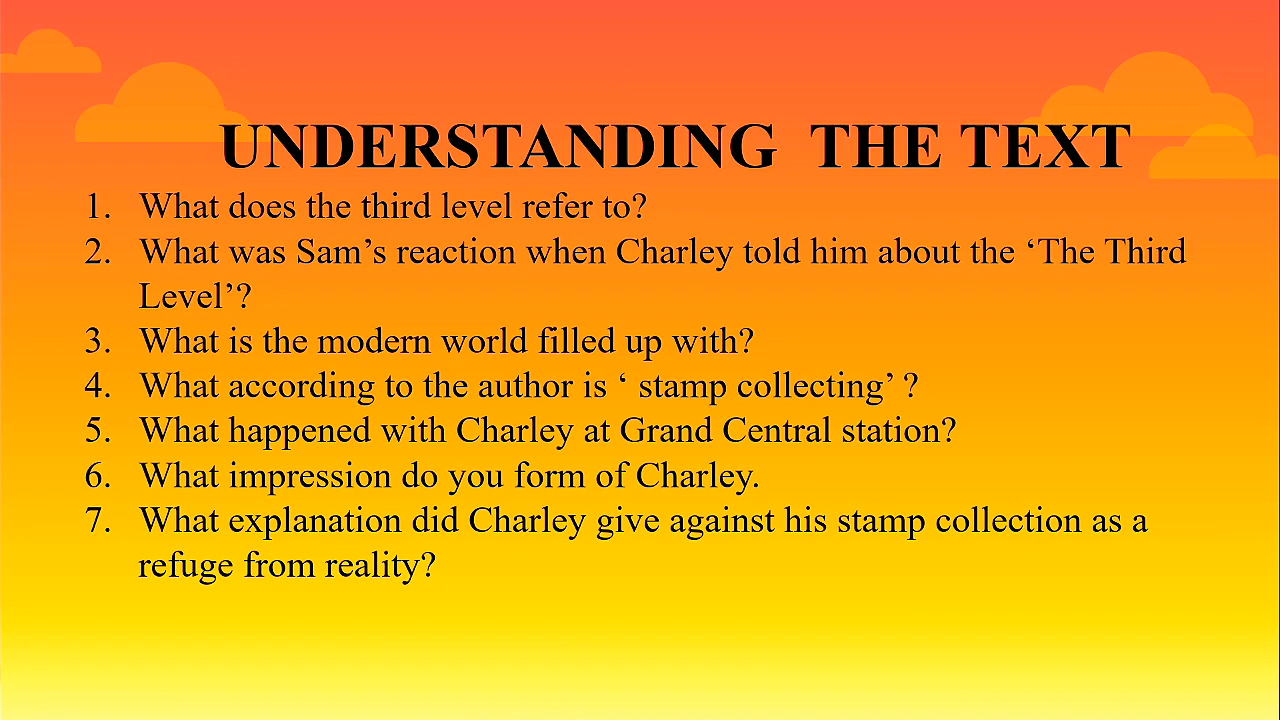 UNDERSTANDING  THE TEXT
1. What does the third level refer to?
2. What was Sam’s reaction when Charley told him about the ‘The Third
Level’?
3. What is the modern world filled up with?
4. What according to the author is ‘ stamp collecting’ ?
5. What happened with Charley at Grand Central station?
6. What impression do you form of Charley.
7. What explanation did Charley give against his stamp collection as a
refuge from reality?